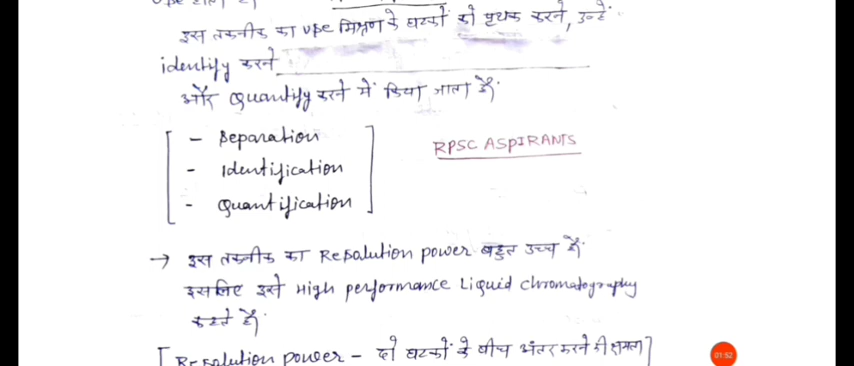 इस तकनीक का use मिश्रण के घटकों को पृथक करने, उन्हें
identify करने
और Quantify करने में किया जाता है।
- Separation
- Identification
- Quantification
RPSC ASPIRANTS
→ इस तकनीक का Resolution power बहुत उच्च है।
इसलिए इसे High performance Liquid chromatography
कहते है।
[Resolution power - दो घटकों के बीच अंतर करने की क्षमता]
01:52